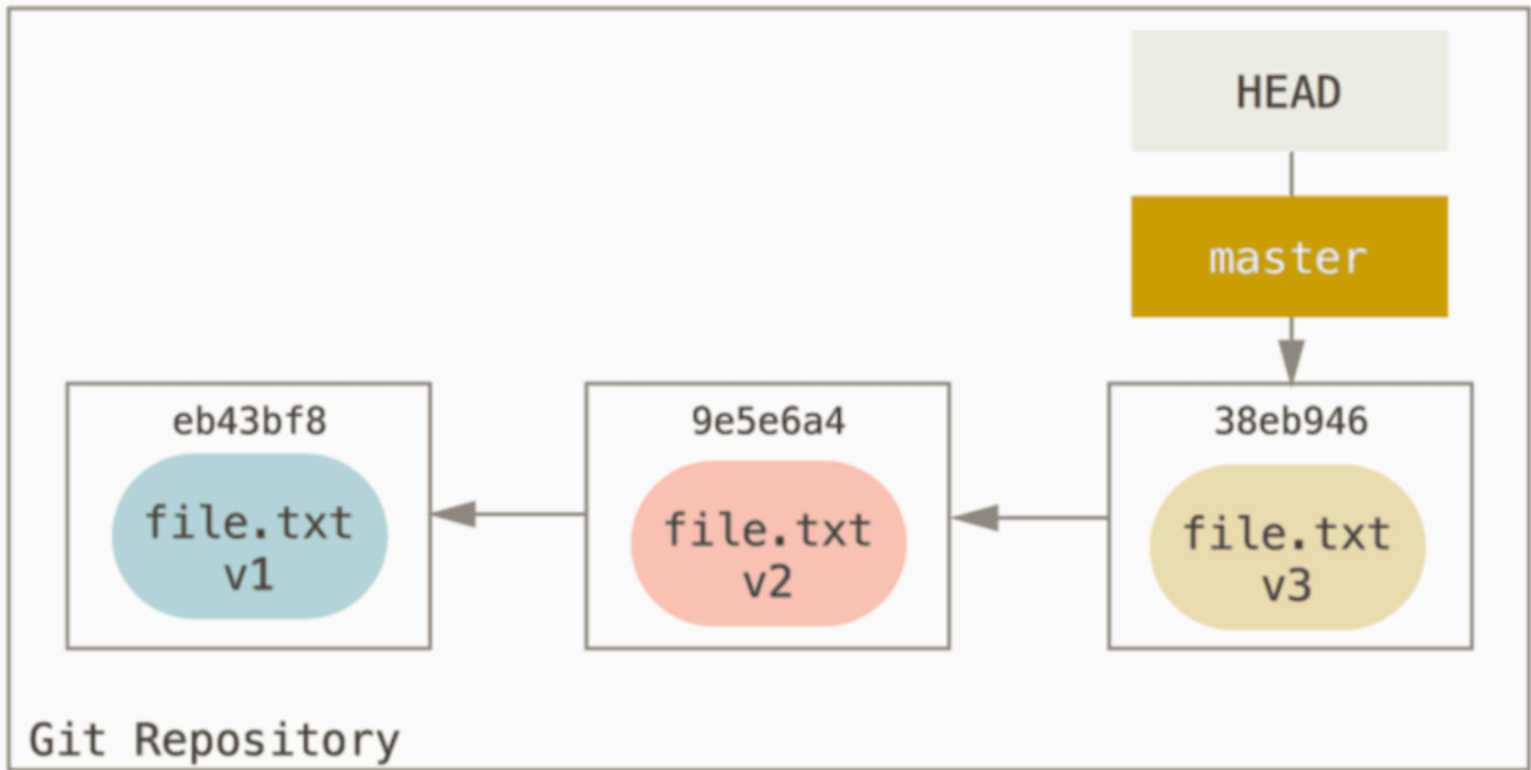 HEAD
master
eb43bf8
file.txt
v1
9e5e6a4
file.txt
v2
38eb946
file.txt
v3
Git Repository